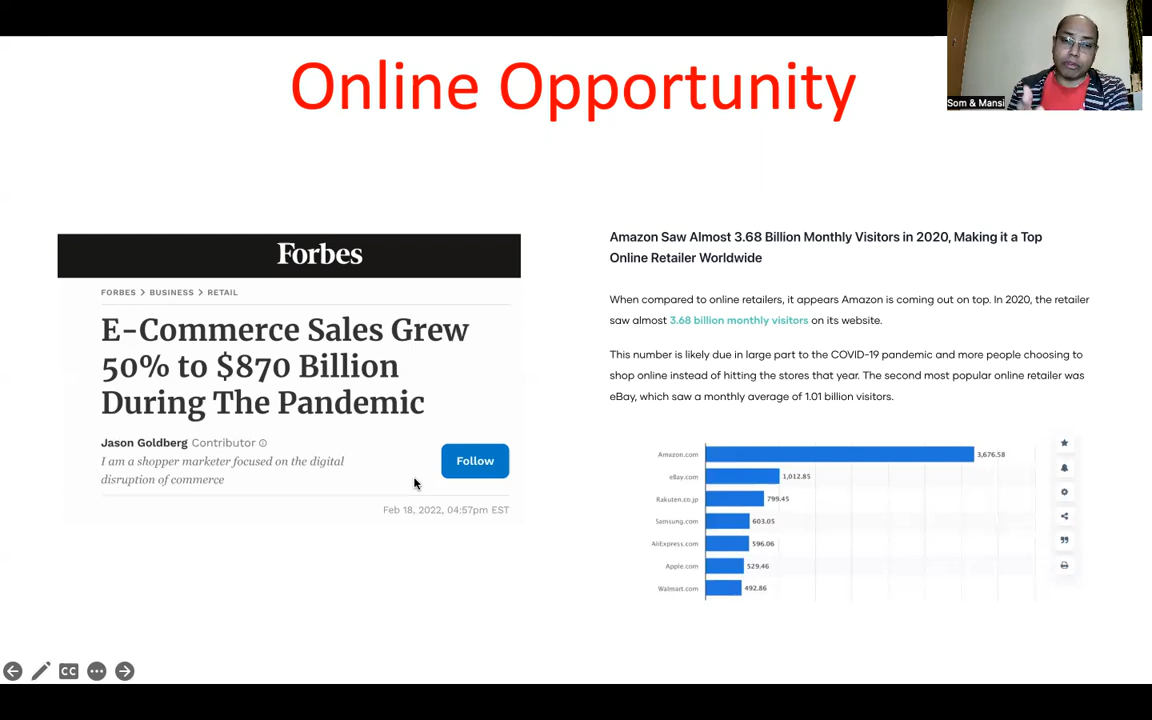 Online Opportunity
Som & Mansi
Forbes
FORBES > BUSINESS > RETAIL
E-Commerce Sales Grew
50% to $870 Billion
During The Pandemic
Jason Goldberg Contributor
I am a shopper marketer focused on the digital
disruption of commerce
Follow
Feb 18, 2022, 04:57pm EST
Amazon Saw Almost 3.68 Billion Monthly Visitors in 2020, Making it a Top
Online Retailer Worldwide
When compared to online retailers, it appears Amazon is coming out on top. In 2020, the retailer
saw almost 3.68 billion monthly visitors on its website.
This number is likely due in large part to the COVID-19 pandemic and more people choosing to
shop online instead of hitting the stores that year. The second most popular online retailer was
eBay, which saw a monthly average of 1.01 billion visitors.
Amazon.com 3,676.58
eBay.com 1,012.85
Rakuten.co.jp 799.45
Samsung.com 603.05
AliExpress.com 596.06
Apple.com 529.46
Walmart.com 492.86
CC